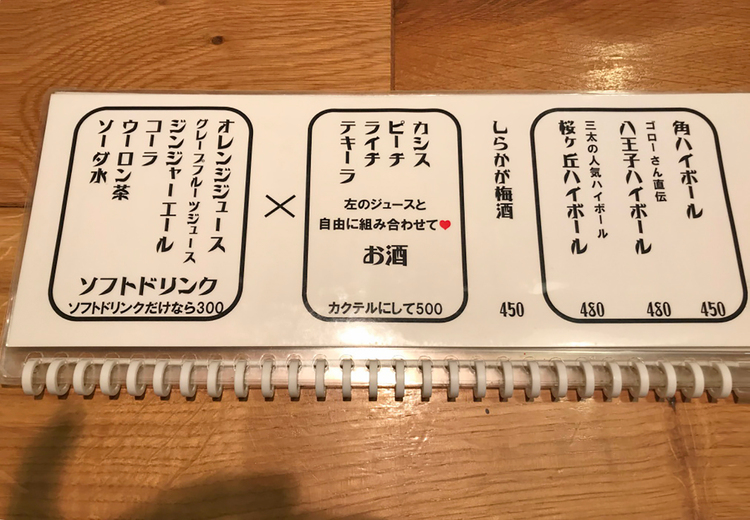 角ハイボール
450
ゴローさん直伝
八王子ハイボール
480
三太の人気ハイボール
桜ヶ丘ハイボール
480
しらかが梅酒
450
カシス
ピーチ
ライチ
テキーラ
左のジュースと
自由に組み合わせて♥
お酒
カクテルにして500
×
オレンジジュース
グレープフルーツジュース
ジンジャーエール
コーラ
ウーロン茶
ソーダ水
ソフトドリンク
ソフトドリンクだけなら300